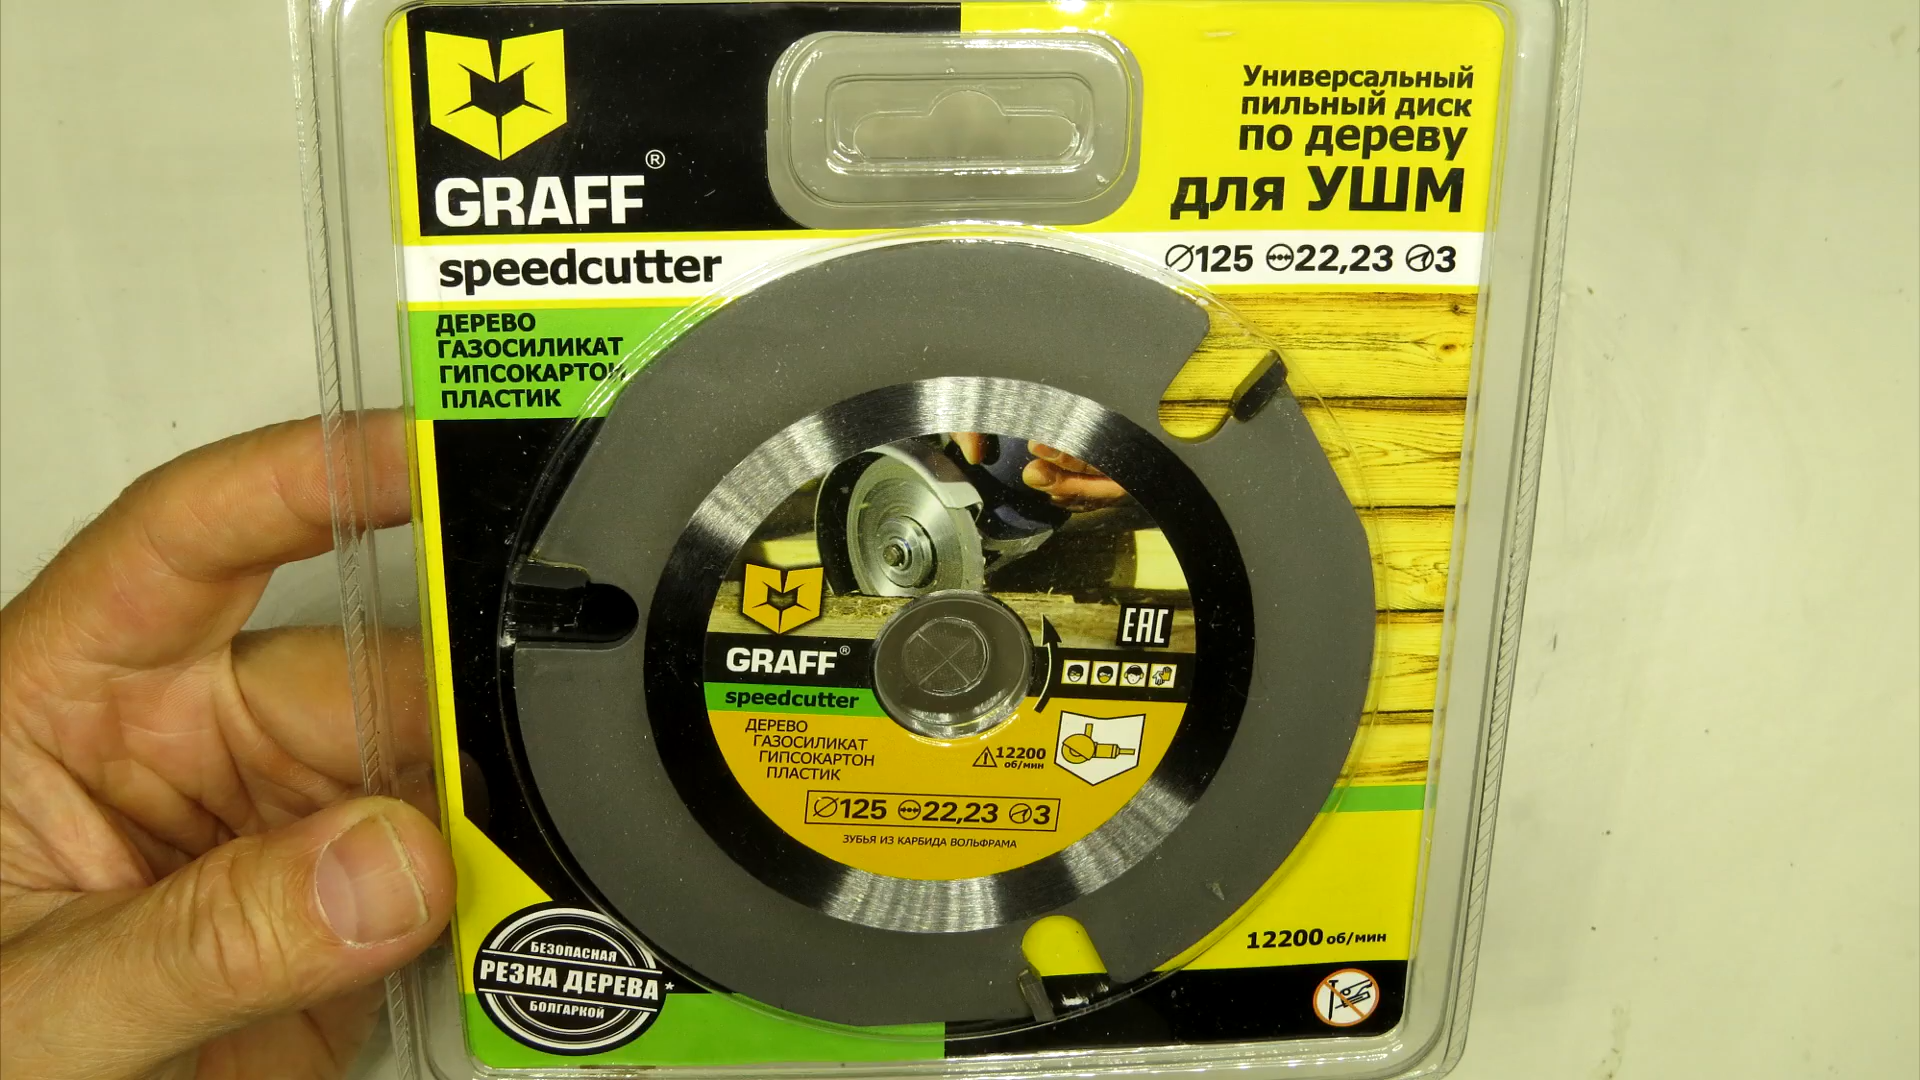 GRAFF®
speedcutter
Универсальный
пильный диск
по дереву
для УШМ
125 22,23 3
ДЕРЕВО
ГАЗОСИЛИКАТ
ГИПСОКАРТОН
ПЛАСТИК
EAC
GRAFF®
speedcutter
ДЕРЕВО
ГАЗОСИЛИКАТ
ГИПСОКАРТОН
ПЛАСТИК
12200
об/мин
125 22,23 3
ЗУБЬЯ ИЗ КАРБИДА ВОЛЬФРАМА
12200 об/мин
БЕЗОПАСНАЯ
РЕЗКА ДЕРЕВА*
БОЛГАРКОЙ